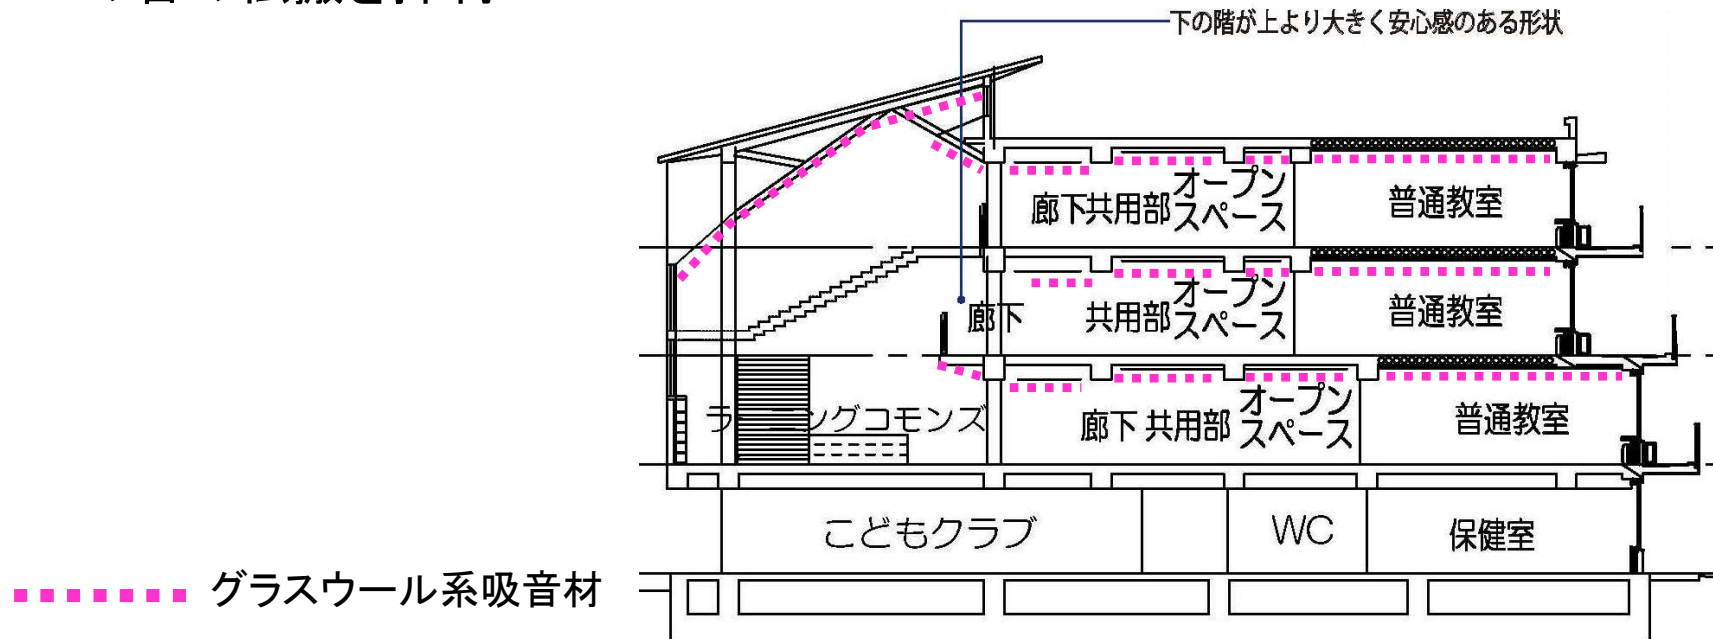 下の階が上より大きく安心感のある形状
廊下共用部
オープン
スペース
普通教室
廊下
共用部
オープン
スペース
普通教室
ラーニングコモンズ
廊下 共用部
オープン
スペース
普通教室
こどもクラブ
WC
保健室
グラスウール系吸音材